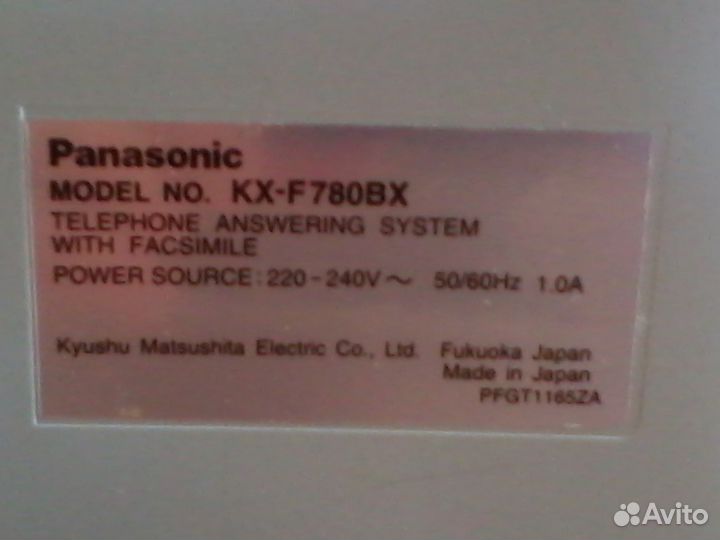 Panasonic
MODEL NO. KX-F780BX
TELEPHONE ANSWERING SYSTEM
WITH FACSIMILE
POWER SOURCE: 220-240V～ 50/60Hz 1.0A
Kyushu Matsushita Electric Co., Ltd. Fukuoka Japan
Made in Japan
PFGT1165ZA
Avito